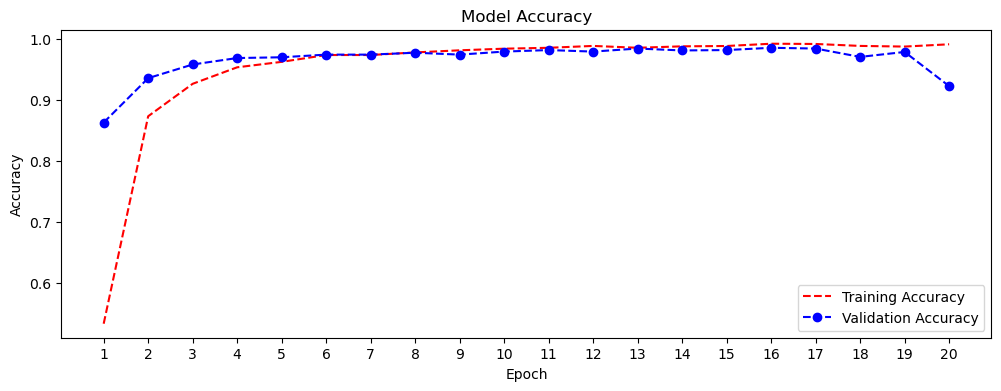 Model Accuracy
1.0
0.9
0.8
0.7
0.6
Accuracy
Training Accuracy
Validation Accuracy
1 2 3 4 5 6 7 8 9 10 11 12 13 14 15 16 17 18 19 20
Epoch